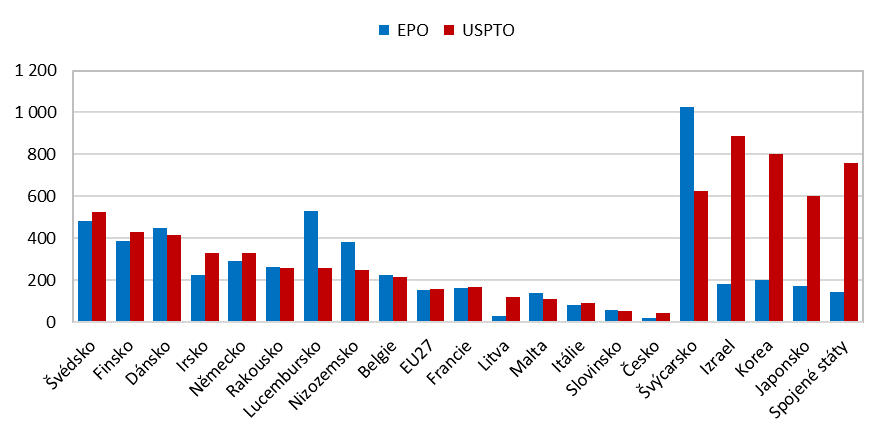 EPO USPTO
1 200
1 000
800
600
400
200
0
Švédsko
Finsko
Dánsko
Irsko
Německo
Rakousko
Lucembursko
Nizozemsko
Belgie
EU27
Francie
Litva
Malta
Itálie
Slovinsko
Česko
Švýcarsko
Izrael
Korea
Japonsko
Spojené státy